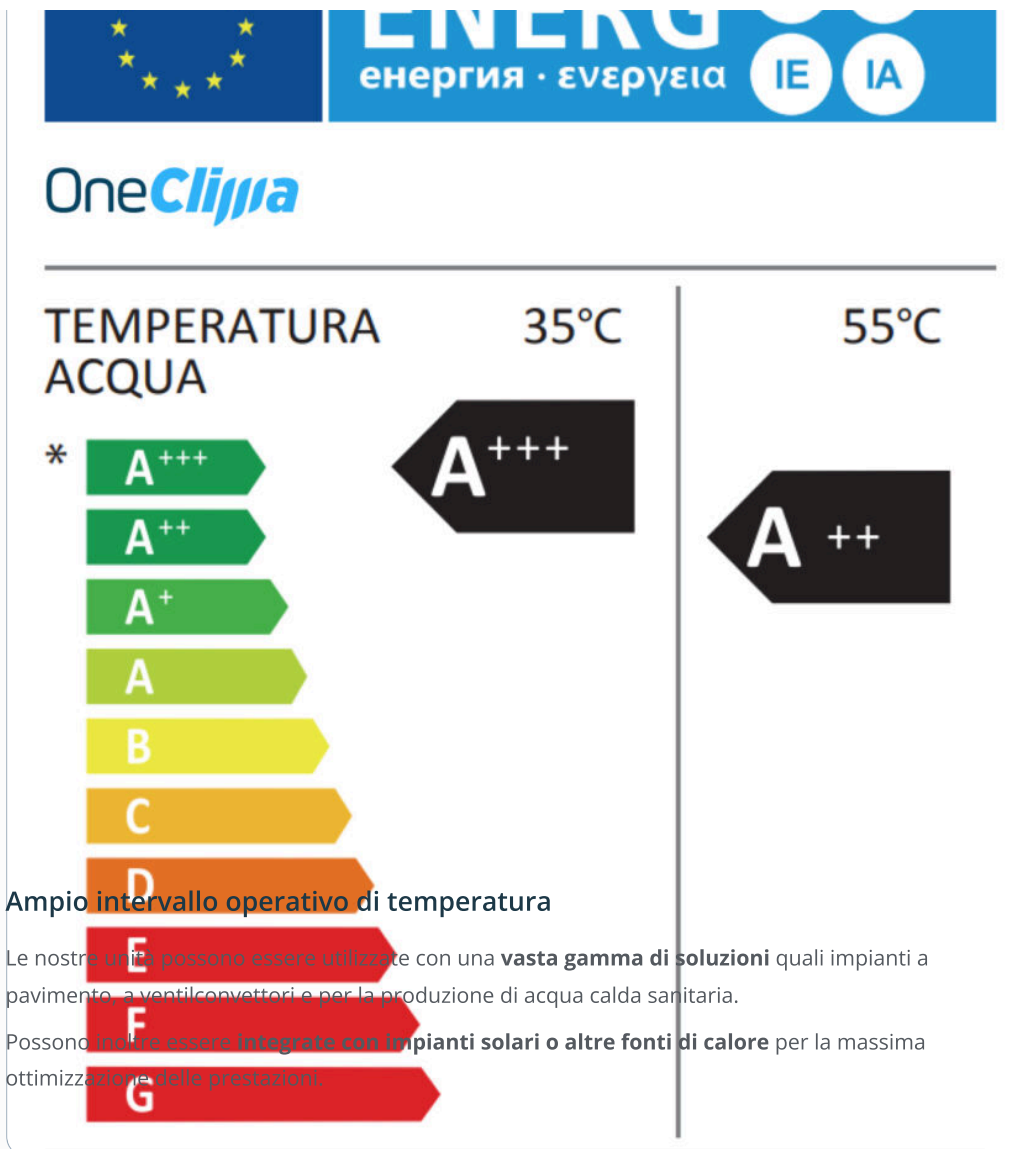 ENERG
енергия · ενεργεια
IE IA
OneClima
TEMPERATURA 35°C 55°C
ACQUA
*
A+++ A+++
A++ A ++
A+
A
B
C
D
Ampio intervallo operativo di temperatura
E
Le nostre unità possono essere utilizzate con una vasta gamma di soluzioni quali impianti a
pavimento, a ventilconvettori e per la produzione di acqua calda sanitaria.
F
Possono inoltre essere integrate con impianti solari o altre fonti di calore per la massima
ottimizzazione delle prestazioni.
G